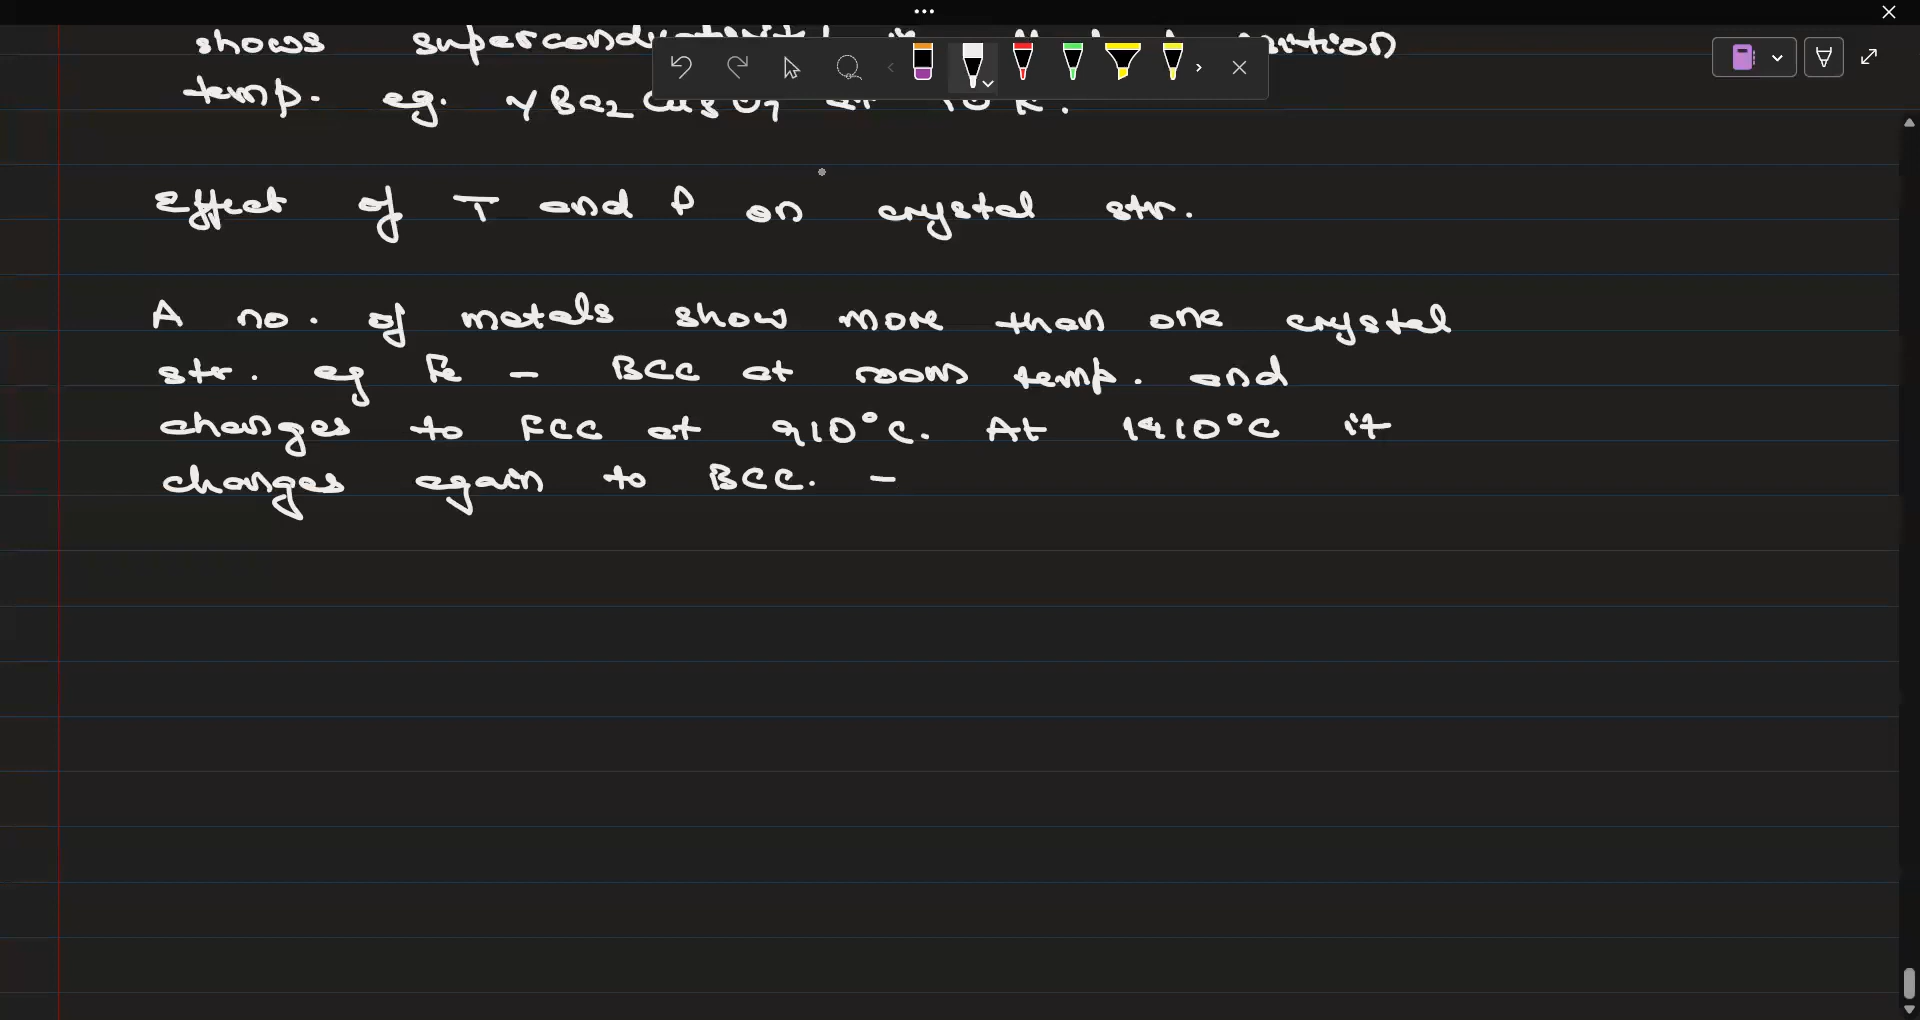 shows
temp. eg. YBa2Cu3O7 at 90 K.
Effect of T and P on crystal str.
A no. of metals show more than one crystal
str. eg Fe - BCC at room temp. and
changes to FCC at 910°C. At 1410°C it
changes again to BCC. -